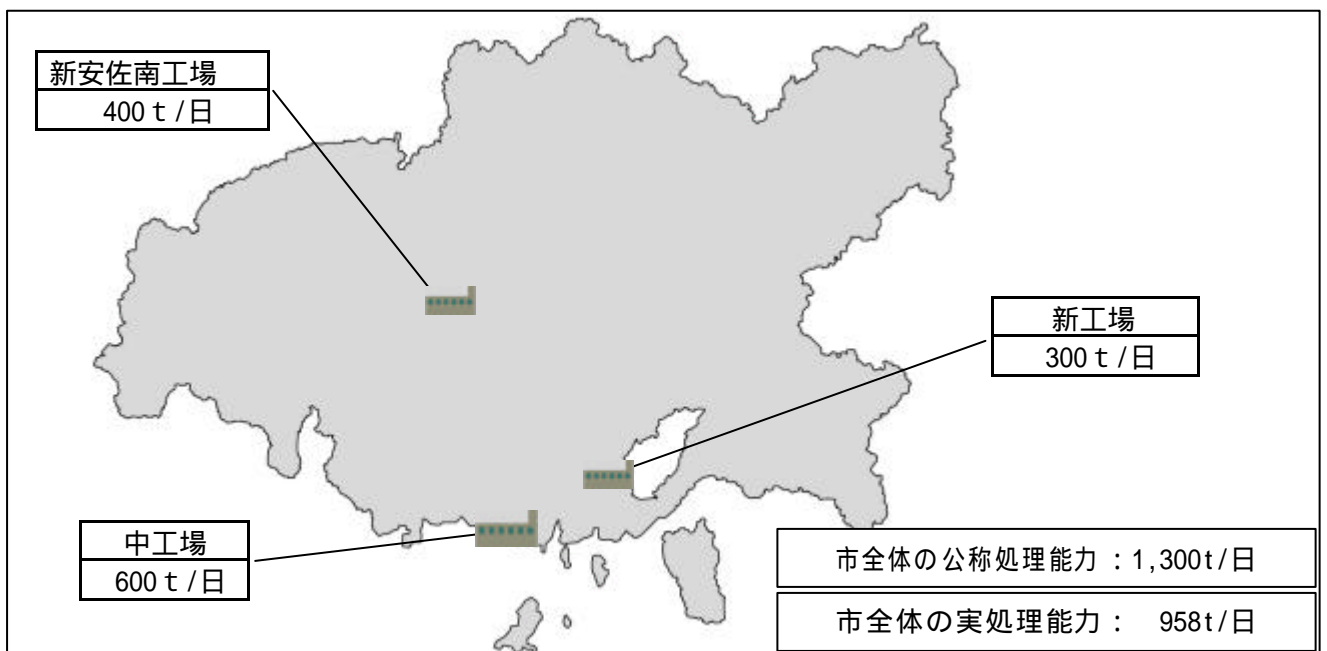 新安佐南工場
400ｔ/日
新工場
300ｔ/日
中工場
600ｔ/日
市全体の公称処理能力：1,300t/日
市全体の実処理能力：　958t/日